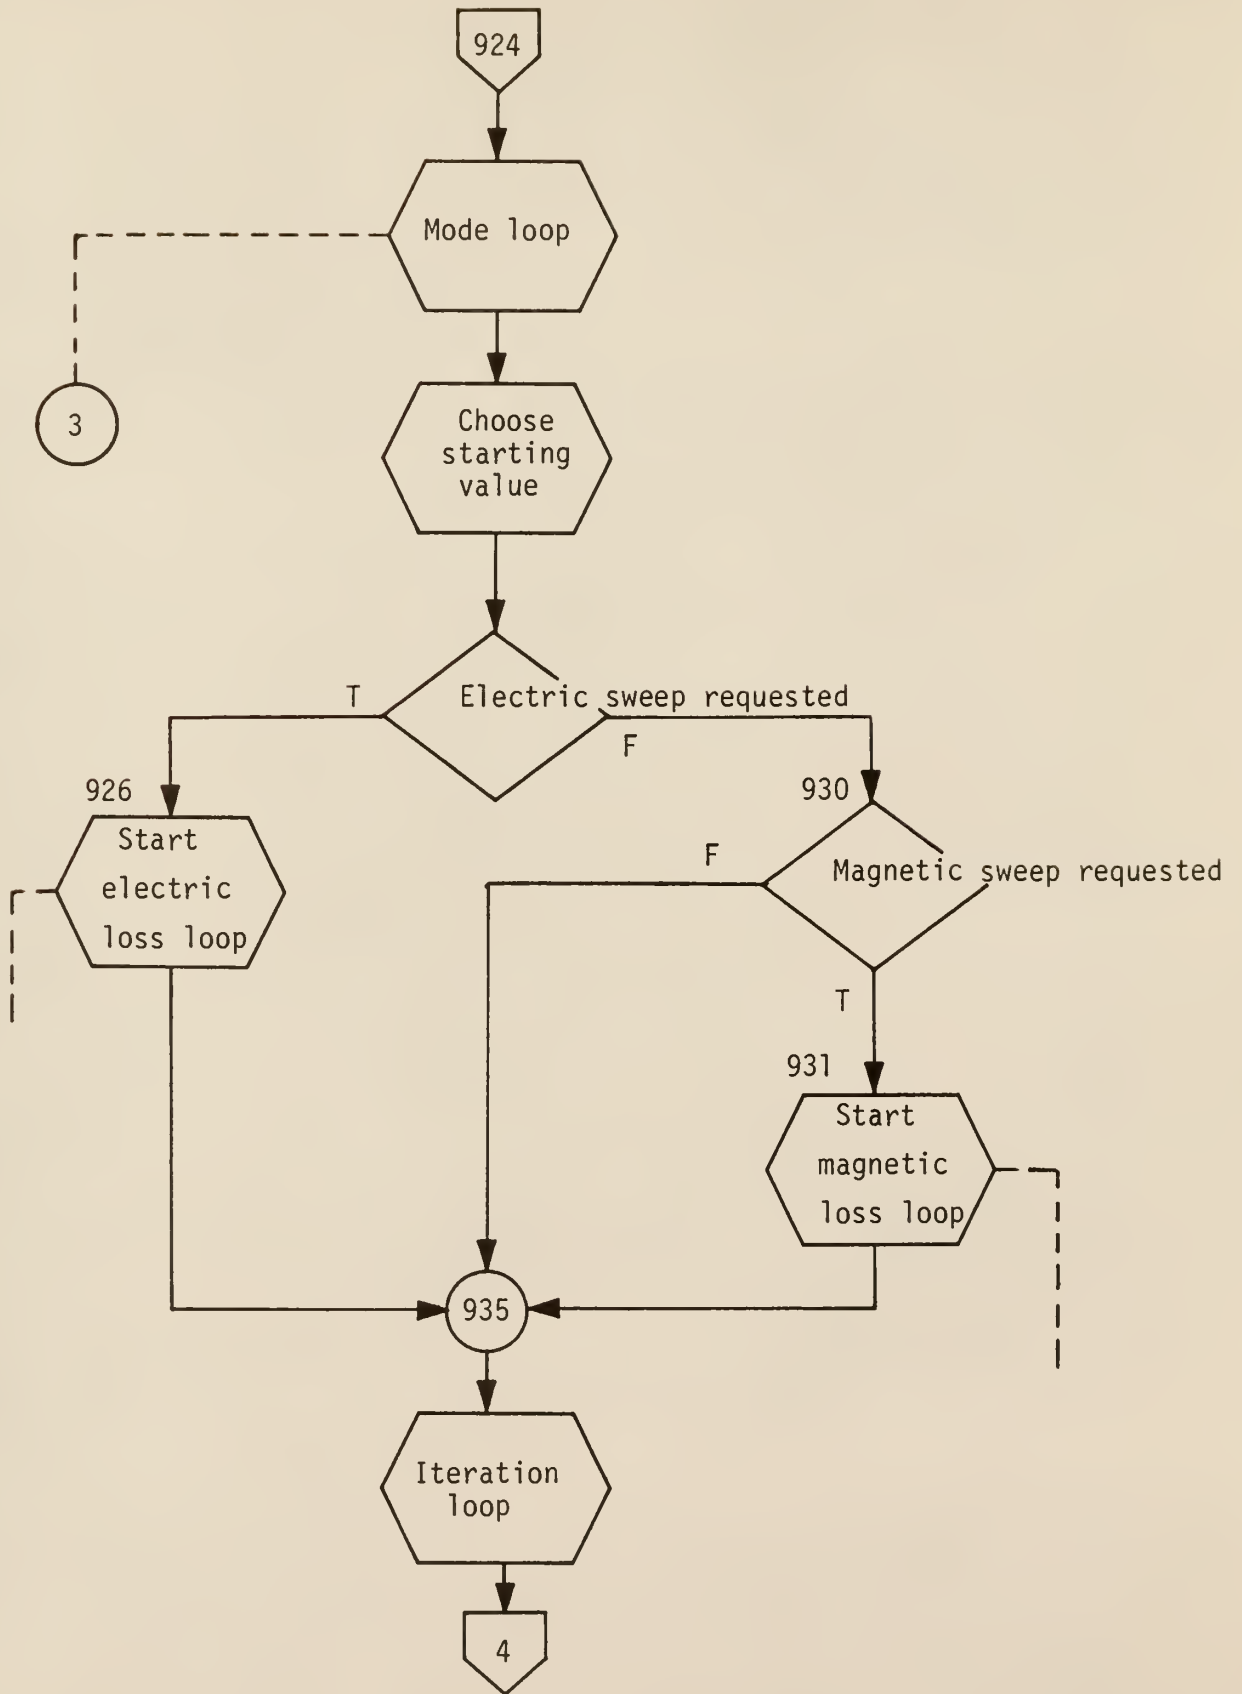 924
Mode loop
3
Choose
starting
value
T
Electric sweep requested
F
926
Start
electric
loss loop
930
F
Magnetic sweep requested
T
931
Start
magnetic
loss loop
935
Iteration
loop
4